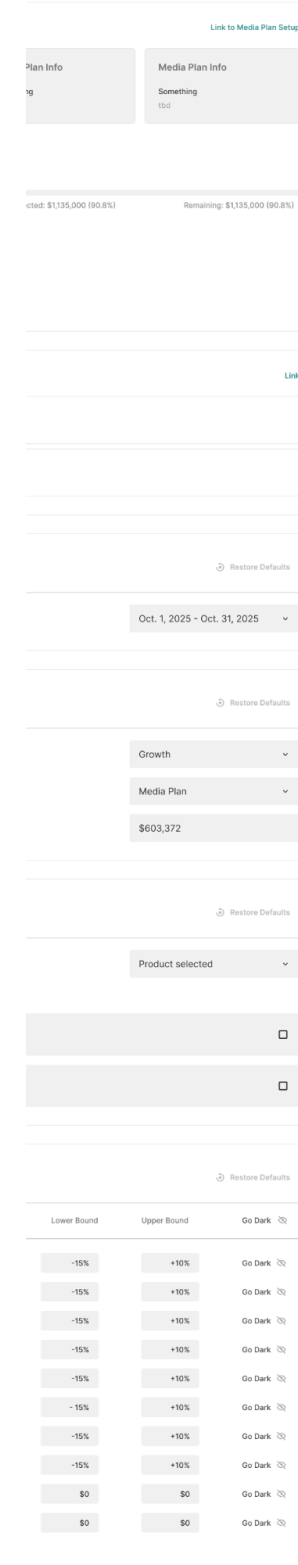 Link to Media Plan Setup
Plan Info
Media Plan Info
Something
tbd
Remaining: $1,135,000 (90.8%)
: $1,135,000 (90.8%)
Link
Restore Defaults
Oct. 1, 2025 - Oct. 31, 2025
Restore Defaults
Growth
Media Plan
$603,372
Restore Defaults
Product selected
Restore Defaults
Lower Bound Upper Bound Go Dark
-15% +10% Go Dark
-15% +10% Go Dark
-15% +10% Go Dark
-15% +10% Go Dark
-15% +10% Go Dark
- 15% +10% Go Dark
-15% +10% Go Dark
-15% +10% Go Dark
$0 $0 Go Dark
$0 $0 Go Dark